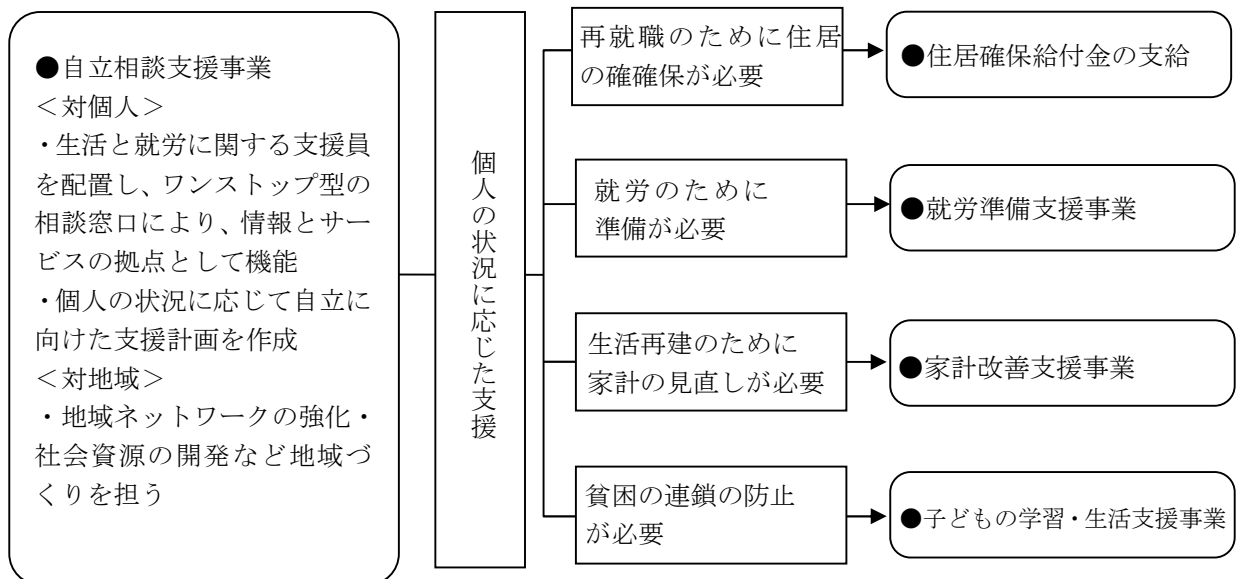 ●自立相談支援事業
＜対個人＞
・生活と就労に関する支援員
を配置し、ワンストップ型の
相談窓口により、情報とサー
ビスの拠点として機能
・個人の状況に応じて自立に
向けた支援計画を作成
＜対地域＞
・地域ネットワークの強化・
社会資源の開発など地域づ
くりを担う
個人の状況に応じた支援
再就職のために住居
の確確保が必要
●住居確保給付金の支給
就労のために
準備が必要
●就労準備支援事業
生活再建のために
家計の見直しが必要
●家計改善支援事業
貧困の連鎖の防止
が必要
●子どもの学習・生活支援事業